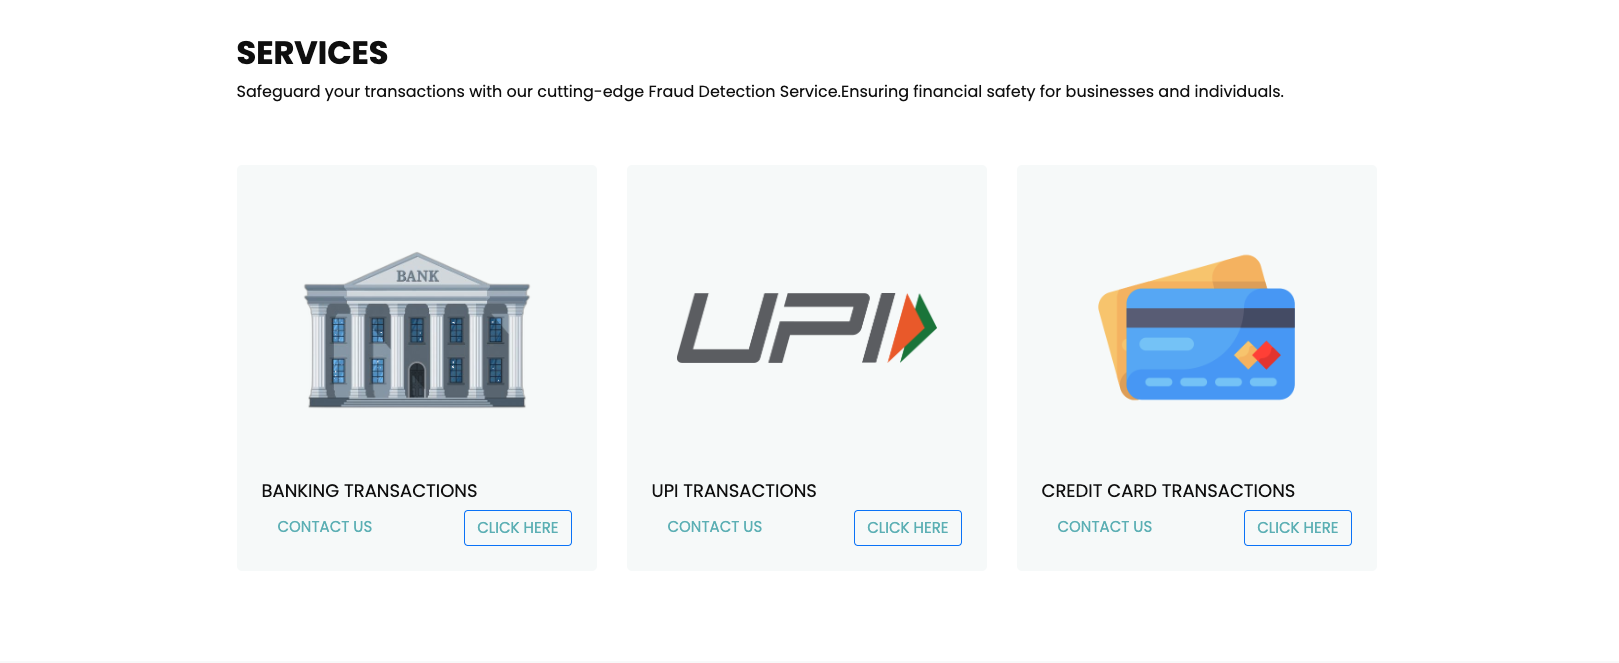 SERVICES
Safeguard your transactions with our cutting-edge Fraud Detection Service.Ensuring financial safety for businesses and individuals.
BANK
UPI
BANKING TRANSACTIONS
CONTACT US
CLICK HERE
UPI TRANSACTIONS
CONTACT US
CLICK HERE
CREDIT CARD TRANSACTIONS
CONTACT US
CLICK HERE